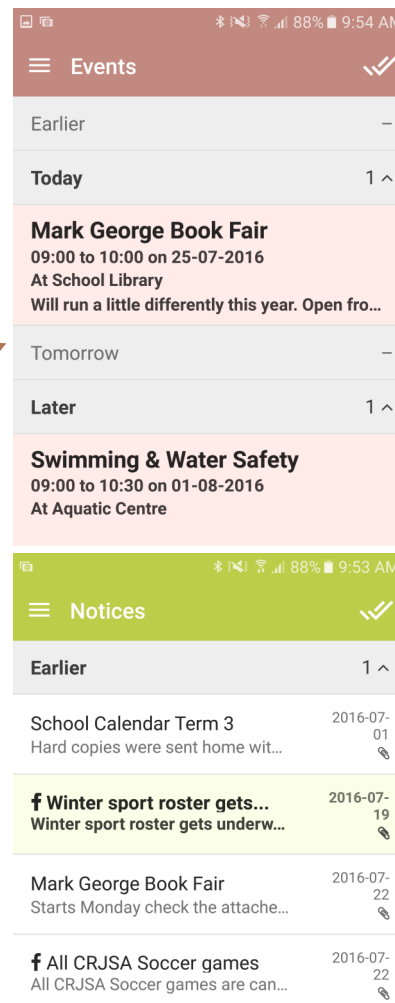 88% 9:54 AM
Events
Earlier –
Today 1
Mark George Book Fair
09:00 to 10:00 on 25-07-2016
At School Library
Will run a little differently this year. Open fro...
Tomorrow –
Later 1
Swimming & Water Safety
09:00 to 10:30 on 01-08-2016
At Aquatic Centre
88% 9:53 AM
Notices
Earlier 1
School Calendar Term 3 2016-07-
01
Hard copies were sent home wit...
f Winter sport roster gets... 2016-07-
19
Winter sport roster gets underw...
Mark George Book Fair 2016-07-
22
Starts Monday check the attache...
f All CRJSA Soccer games 2016-07-
22
All CRJSA Soccer games are can...